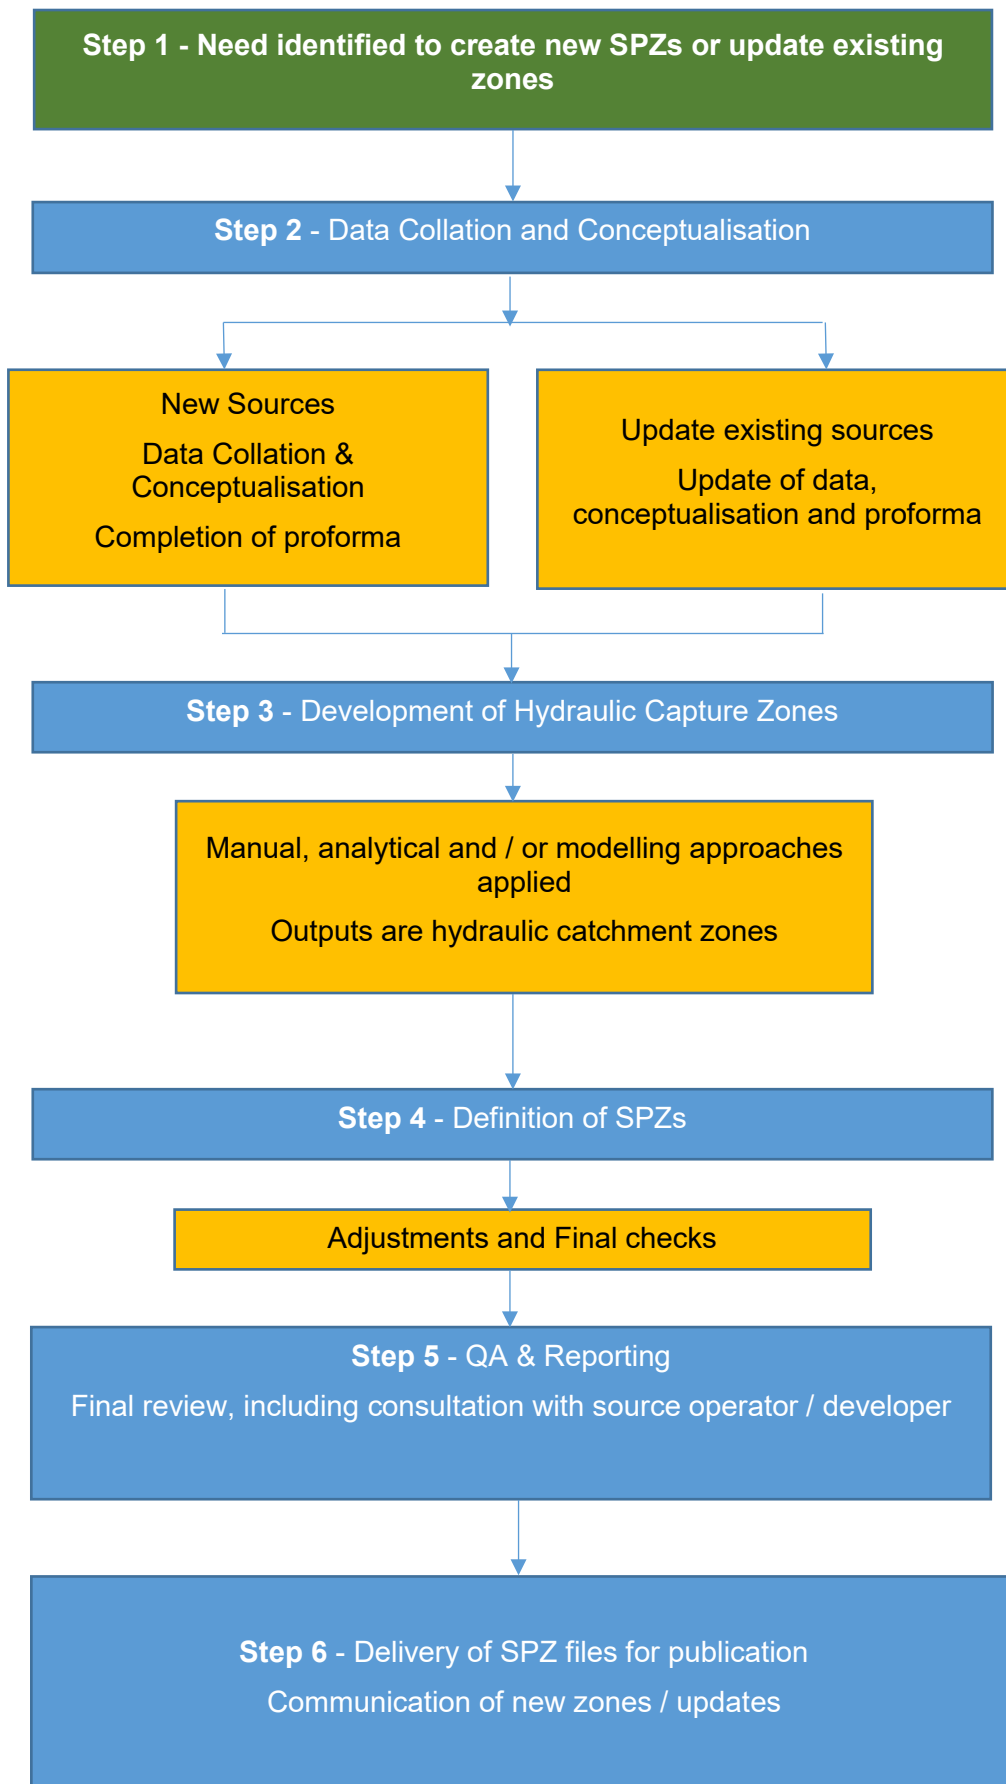 Step 1 - Need identified to create new SPZs or update existing
zones
Step 2 - Data Collation and Conceptualisation
New Sources
Data Collation &
Conceptualisation
Completion of proforma
Update existing sources
Update of data,
conceptualisation and proforma
Step 3 - Development of Hydraulic Capture Zones
Manual, analytical and / or modelling approaches
applied
Outputs are hydraulic catchment zones
Step 4 - Definition of SPZs
Adjustments and Final checks
Step 5 - QA & Reporting
Final review, including consultation with source operator / developer
Step 6 - Delivery of SPZ files for publication
Communication of new zones / updates